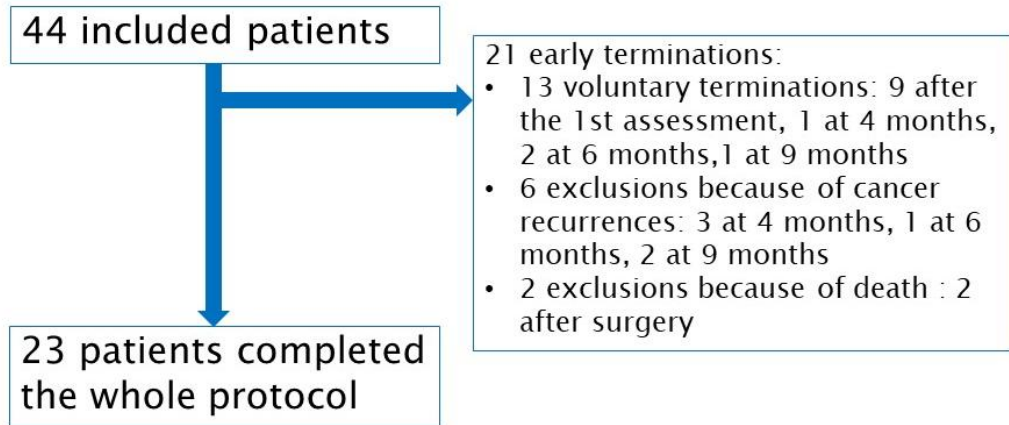 44 included patients
21 early terminations:
• 13 voluntary terminations: 9 after
the 1st assessment, 1 at 4 months,
2 at 6 months,1 at 9 months
• 6 exclusions because of cancer
recurrences: 3 at 4 months, 1 at 6
months, 2 at 9 months
• 2 exclusions because of death : 2
after surgery
23 patients completed
the whole protocol